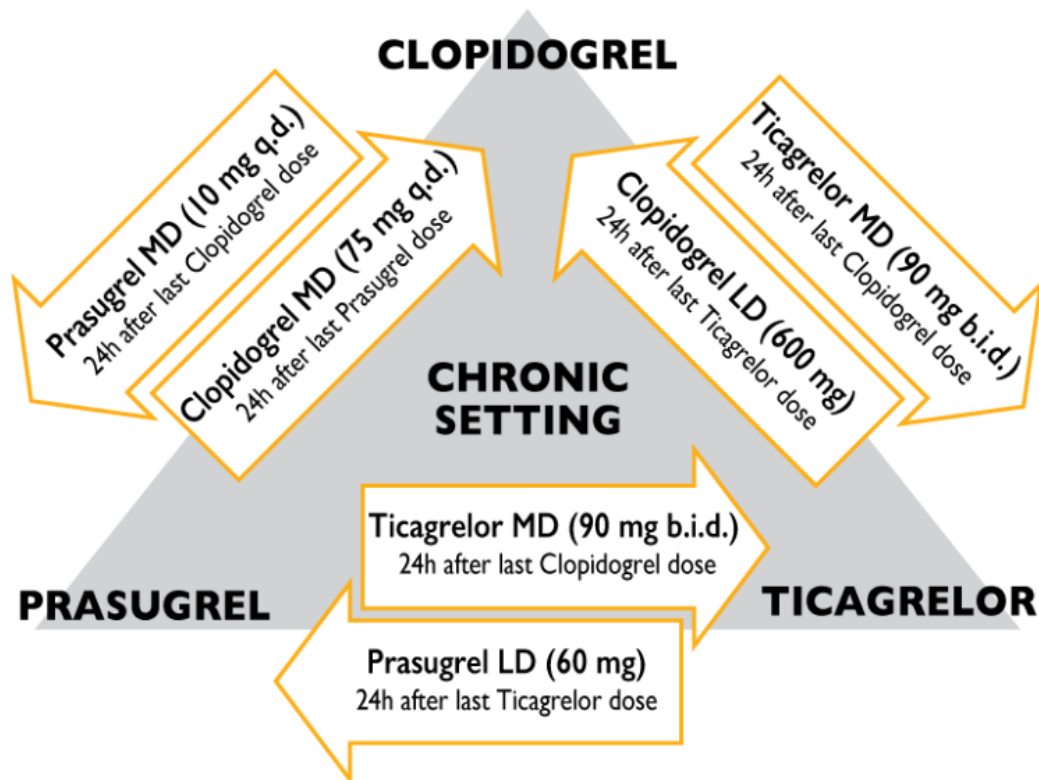 CLOPIDOGREL
Prasugrel MD (10 mg q.d.)
24h after last Clopidogrel dose
Clopidogrel MD (75 mg q.d.)
24h after last Prasugrel dose
Ticagrelor MD (90 mg b.i.d.)
24h after last Clopidogrel dose
Clopidogrel LD (600 mg)
24h after last Ticagrelor dose
CHRONIC
SETTING
Ticagrelor MD (90 mg b.i.d.)
24h after last Clopidogrel dose
PRASUGREL
TICAGRELOR
Prasugrel LD (60 mg)
24h after last Ticagrelor dose